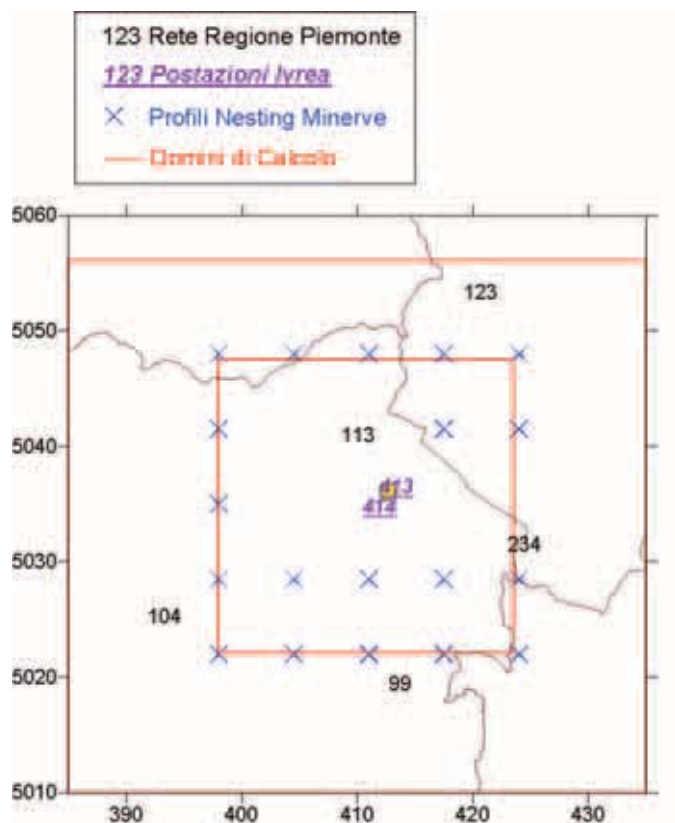 123 Rete Regione Piemonte
123 Postazioni Ivrea
Profili Nesting Minerve
Domini di Calcolo
5060
123
5050
113
5040
413
414
234
5030
104
5020
99
5010
390 400 410 420 430